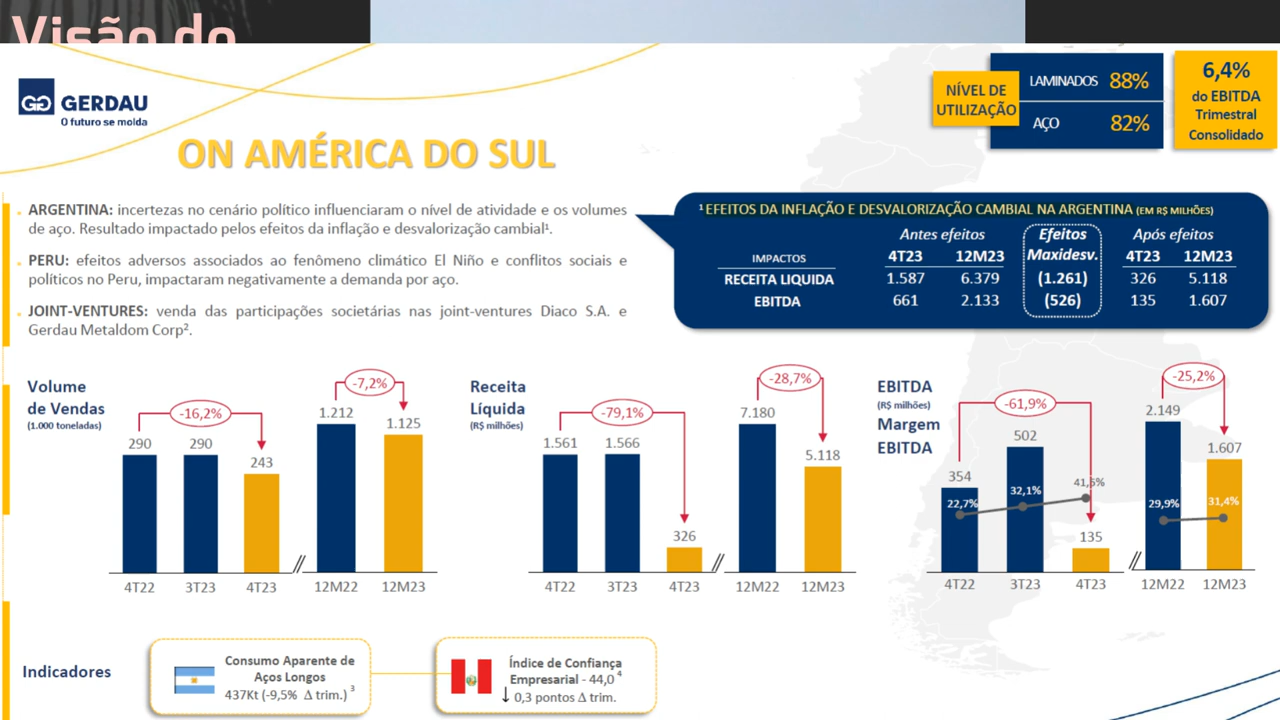 Visão do
GERDAU
O futuro se molda
ON AMÉRICA DO SUL
NÍVEL DE
UTILIZAÇÃO
LAMINADOS 88%
AÇO 82%
6,4%
do EBITDA
Trimestral
Consolidado
ARGENTINA: incertezas no cenário político influenciaram o nível de atividade e os volumes
de aço. Resultado impactado pelos efeitos da inflação e desvalorização cambial¹.
PERU: efeitos adversos associados ao fenômeno climático El Niño e conflitos sociais e
políticos no Peru, impactaram negativamente a demanda por aço.
JOINT-VENTURES: venda das participações societárias nas joint-ventures Diaco S.A. e
Gerdau Metaldom Corp².
¹ EFEITOS DA INFLAÇÃO E DESVALORIZAÇÃO CAMBIAL NA ARGENTINA (EM R$ MILHÕES)
Antes efeitos Efeitos Após efeitos
IMPACTOS 4T23 12M23 Maxidesv. 4T23 12M23
RECEITA LIQUIDA 1.587 6.379 (1.261) 326 5.118
EBITDA 661 2.133 (526) 135 1.607
Volume
de Vendas
(1.000 toneladas)
-16,2%
-7,2%
290 290 243 1.212 1.125
4T22 3T23 4T23 12M22 12M23
Receita
Líquida
(R$ milhões)
-79,1%
-28,7%
1.561 1.566 326 7.180 5.118
4T22 3T23 4T23 12M22 12M23
EBITDA
(R$ milhões)
Margem
EBITDA
-61,9%
-25,2%
354 502 135 2.149 1.607
22,7% 32,1% 41,5% 29,9% 31,4%
4T22 3T23 4T23 12M22 12M23
Indicadores
Consumo Aparente de
Aços Longos
437Kt (-9,5% Δ trim.) ³
Índice de Confiança
Empresarial - 44,0 ⁴
↓ 0,3 pontos Δ trim.